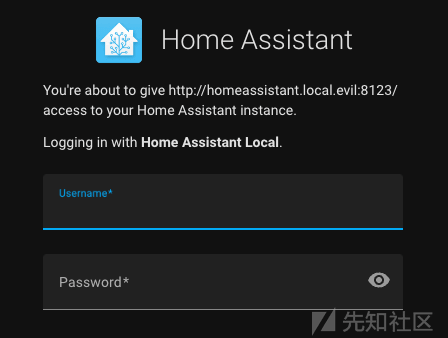 Home Assistant
You're about to give http://homeassistant.local.evil:8123/
access to your Home Assistant instance.
Logging in with Home Assistant Local.
Username*
Password*
先知社区